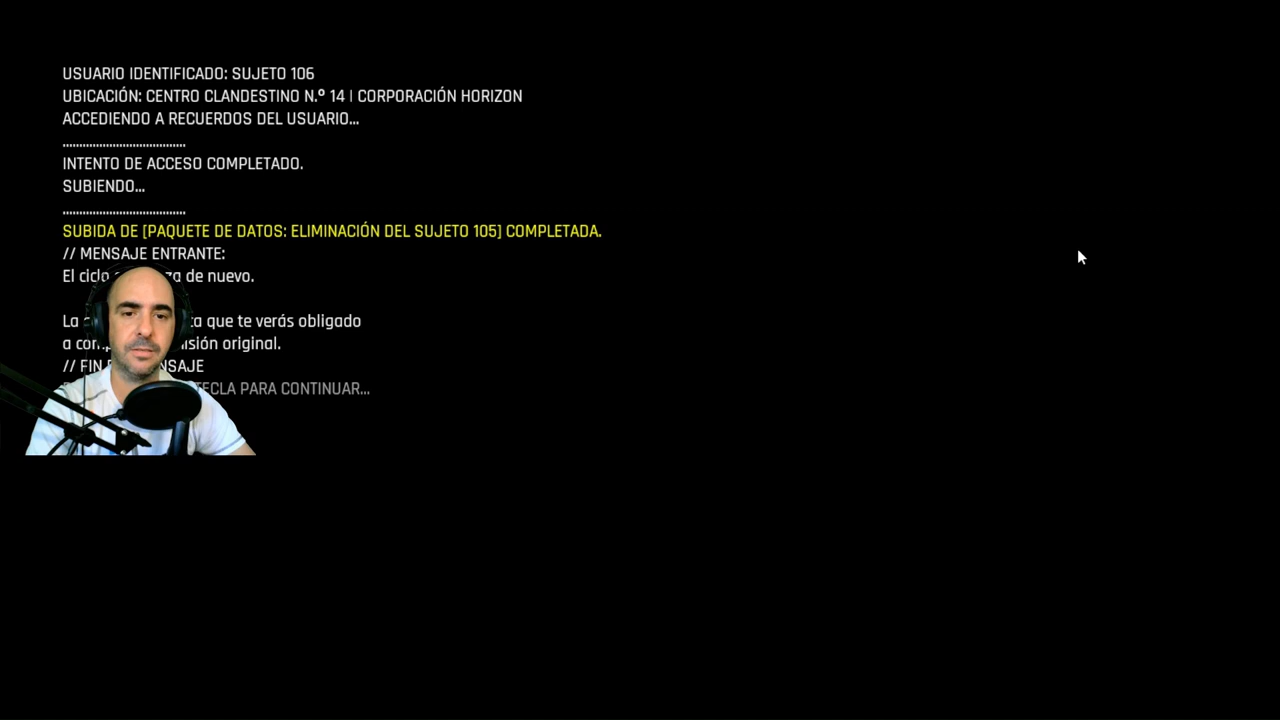 USUARIO IDENTIFICADO: SUJETO 106
UBICACIÓN: CENTRO CLANDESTINO N.º 14 | CORPORACIÓN HORIZON
ACCEDIENDO A RECUERDOS DEL USUARIO...
.....................................
INTENTO DE ACCESO COMPLETADO.
SUBIENDO...
.....................................
SUBIDA DE [PAQUETE DE DATOS: ELIMINACIÓN DEL SUJETO 105] COMPLETADA.
// MENSAJE ENTRANTE:
El ciclo de nuevo.
La que te verás obligado
a original.
// FIN
TECLA PARA CONTINUAR...